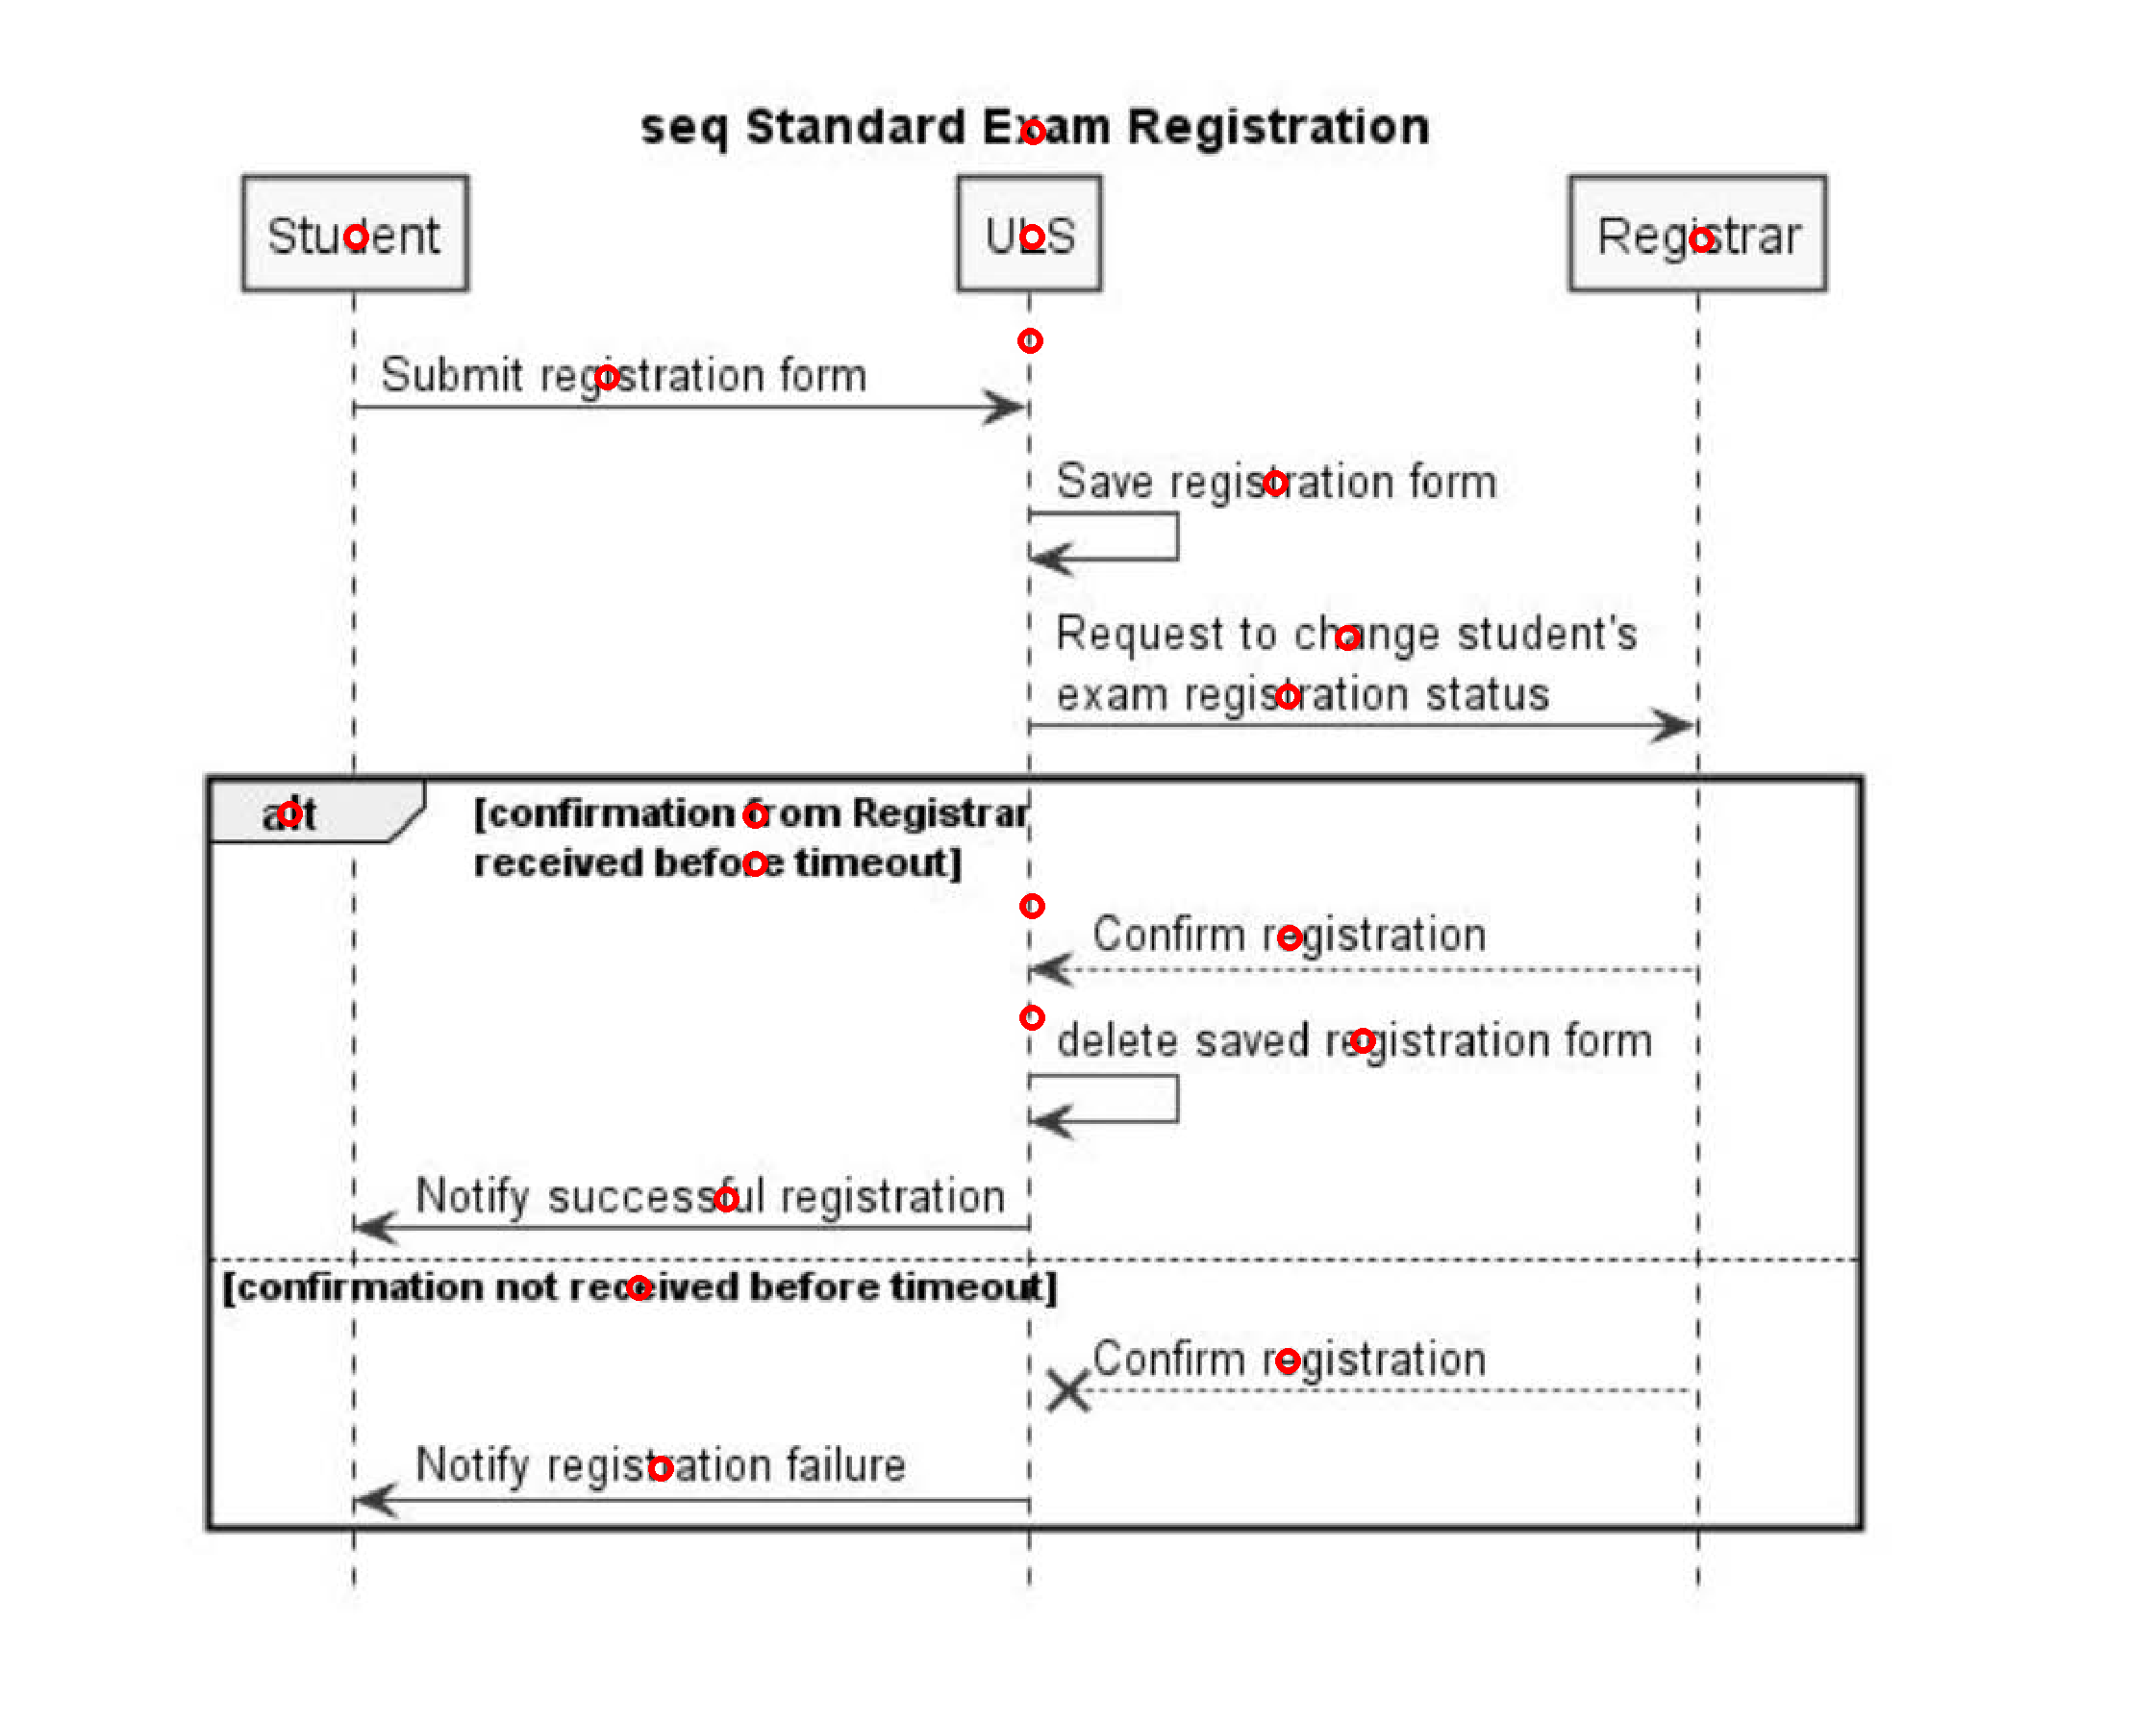 seq Standard Exam Registration
Student
ULS
Registrar
Submit registration form
Save registration form
Request to change student's
exam registration status
alt
[confirmation from Registrar
received before timeout]
Confirm registration
delete saved registration form
Notify successful registration
[confirmation not received before timeout]
Confirm registration
Notify registration failure